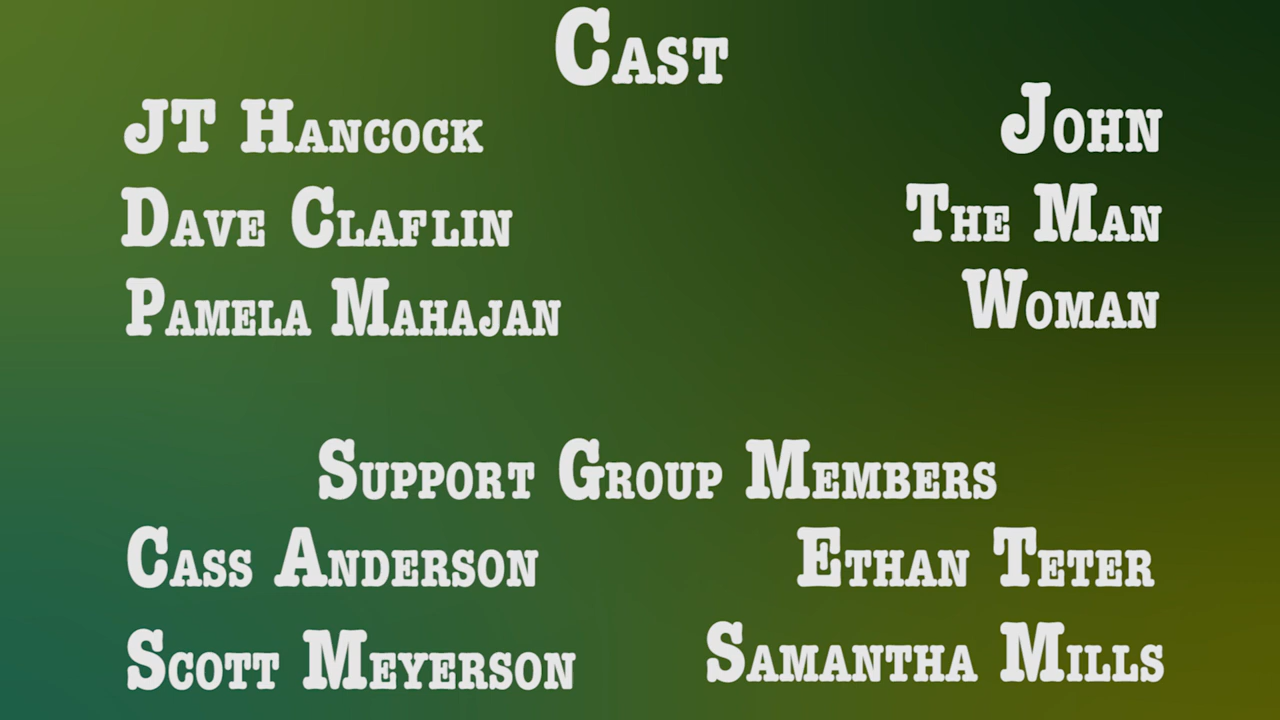 Cast
JT Hancock John
Dave Claflin The Man
Pamela Mahajan Woman
Support Group Members
Cass Anderson Ethan Teter
Scott Meyerson Samantha Mills